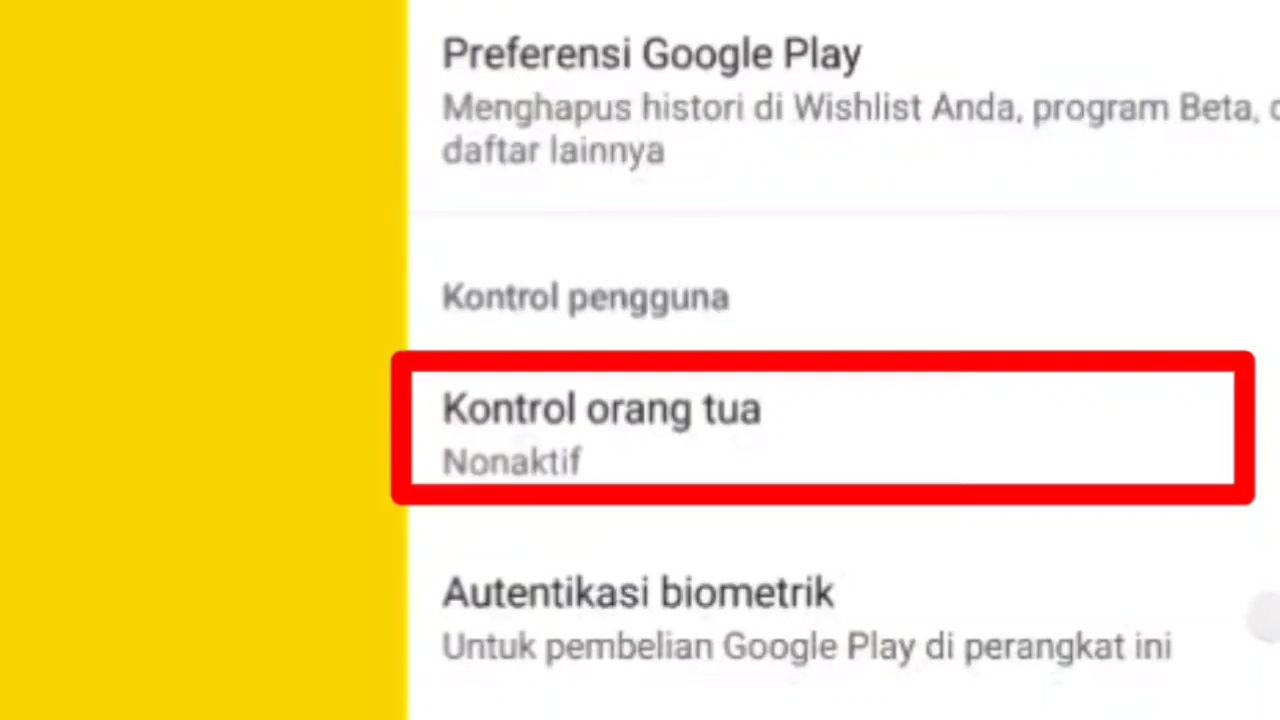 Preferensi Google Play
Menghapus histori di Wishlist Anda, program Beta,
daftar lainnya
Kontrol pengguna
Kontrol orang tua
Nonaktif
Autentikasi biometrik
Untuk pembelian Google Play di perangkat ini